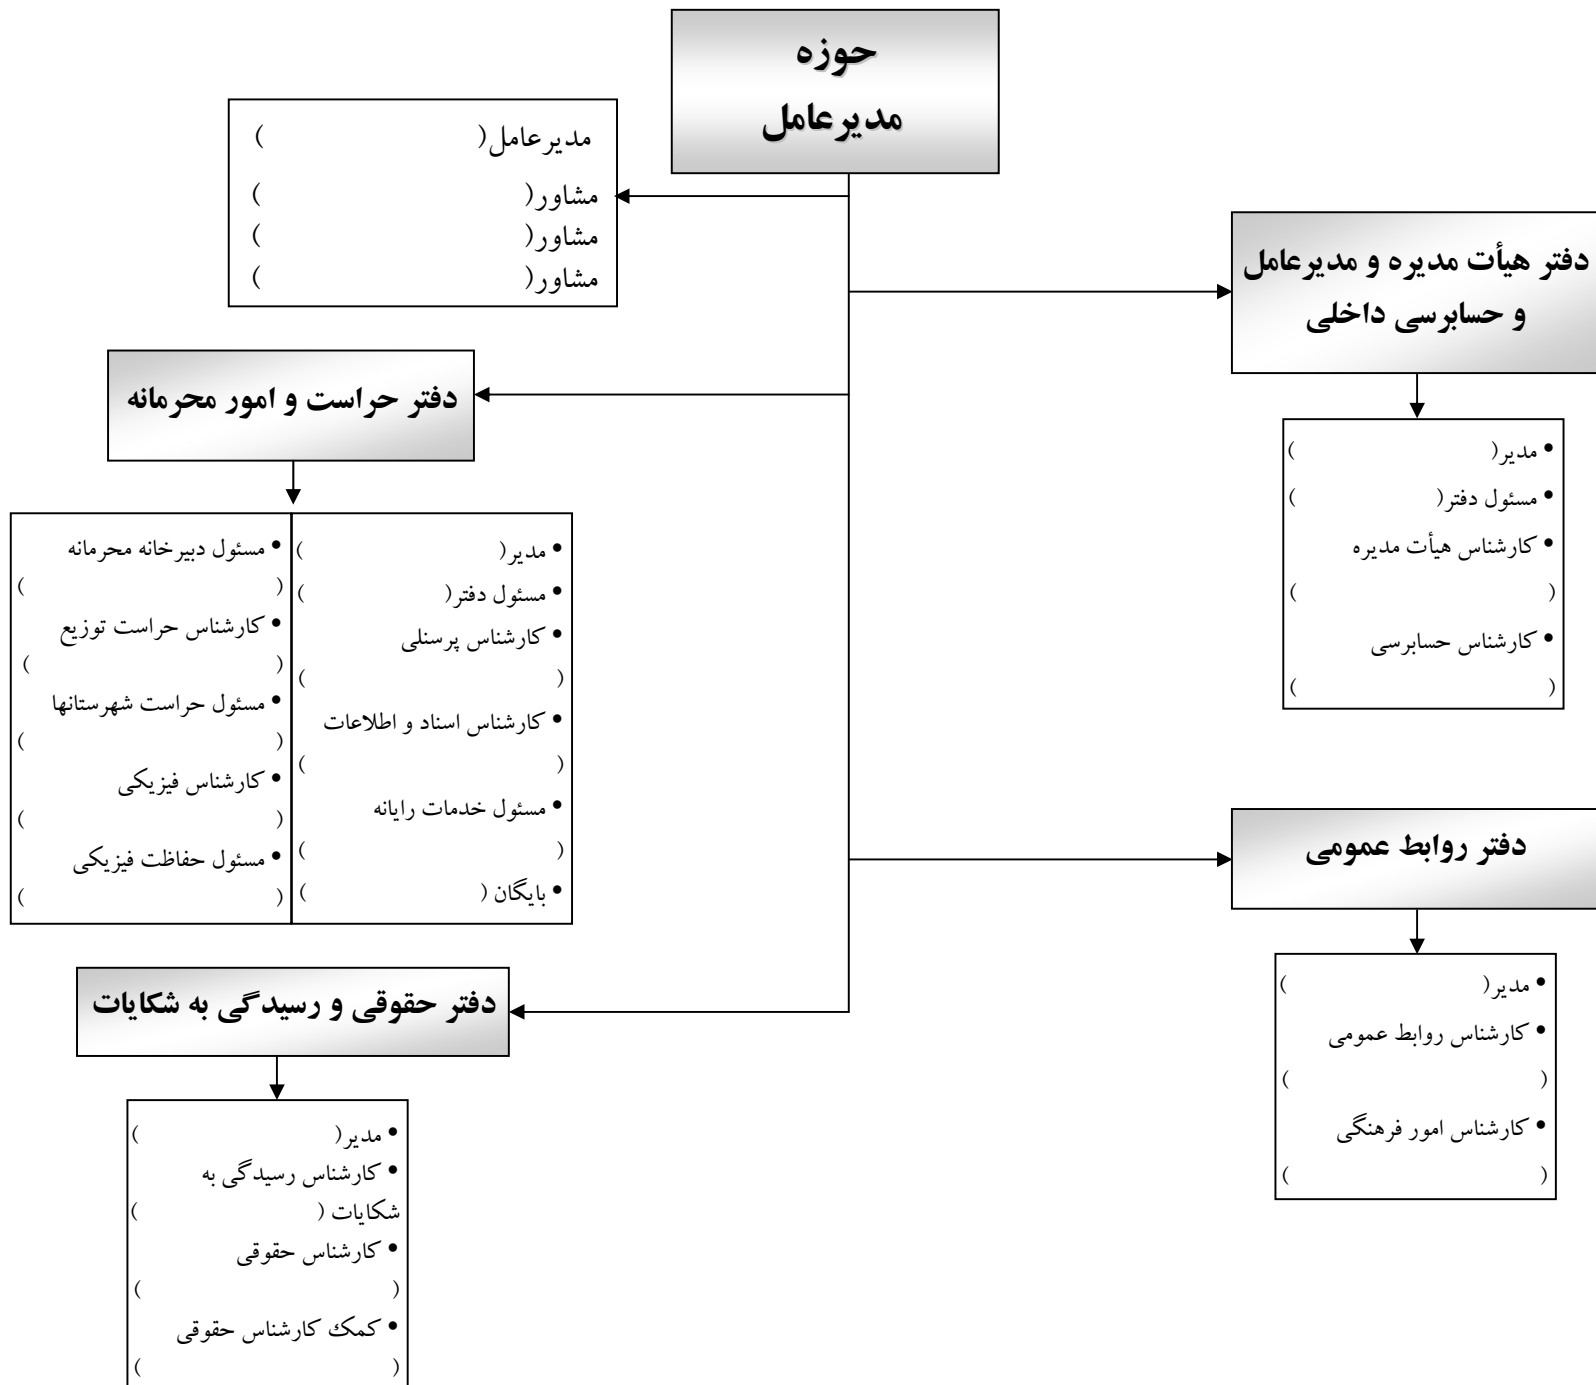 حوزه
مدیرعامل
مدیرعامل( )
مشاور( )
مشاور( )
مشاور( )
دفتر هیأت مدیره و مدیرعامل
و حسابرسی داخلی
• مدیر( )
• مسئول دفتر( )
• کارشناس هیأت مدیره
( )
• کارشناس حسابرسی
( )
دفتر حراست و امور محرمانه
• مدیر( )
• مسئول دفتر( )
• کارشناس پرسنلی
( )
• کارشناس اسناد و اطلاعات
( )
• مسئول خدمات رایانه
( )
• بایگان ( )
• مسئول دبیرخانه محرمانه
( )
• کارشناس حراست توزیع
( )
• مسئول حراست شهرستانها
( )
• کارشناس فیزیکی
( )
• مسئول حفاظت فیزیکی
( )
دفتر روابط عمومی
• مدیر( )
• کارشناس روابط عمومی
( )
• کارشناس امور فرهنگی
( )
دفتر حقوقی و رسیدگی به شکایات
• مدیر( )
• کارشناس رسیدگی به
شکایات ( )
• کارشناس حقوقی
( )
• کمک کارشناس حقوقی
( )